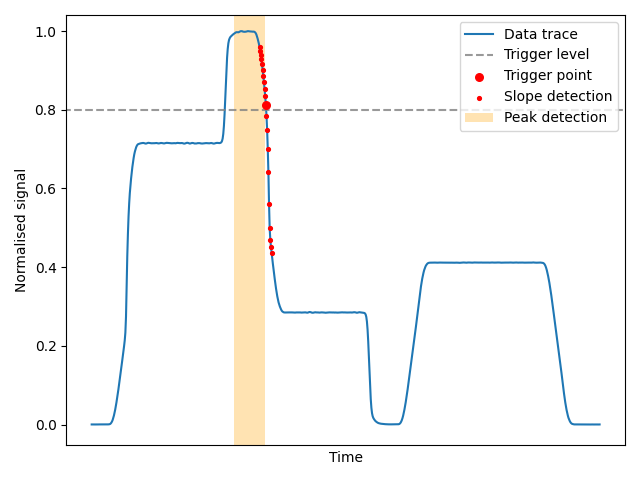 Data trace
Trigger level
Trigger point
Slope detection
Peak detection
Normalised signal
1.0
0.8
0.6
0.4
0.2
0.0
Time